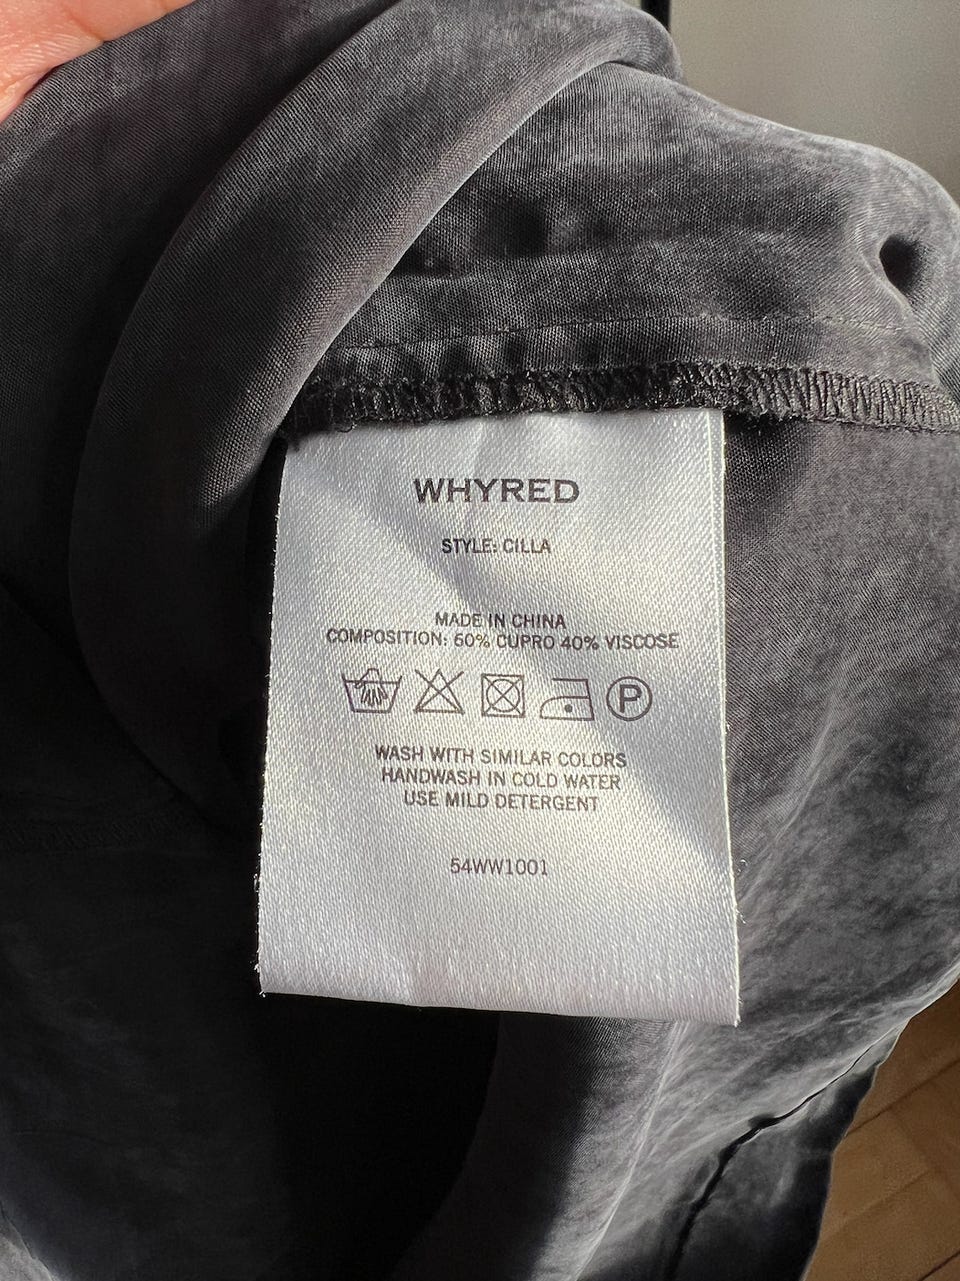 WHYRED
STYLE: CILLA
MADE IN CHINA
COMPOSITION: 60% CUPRO 40% VISCOSE
P
WASH WITH SIMILAR COLORS
HANDWASH IN COLD WATER
USE MILD DETERGENT
54WW1001